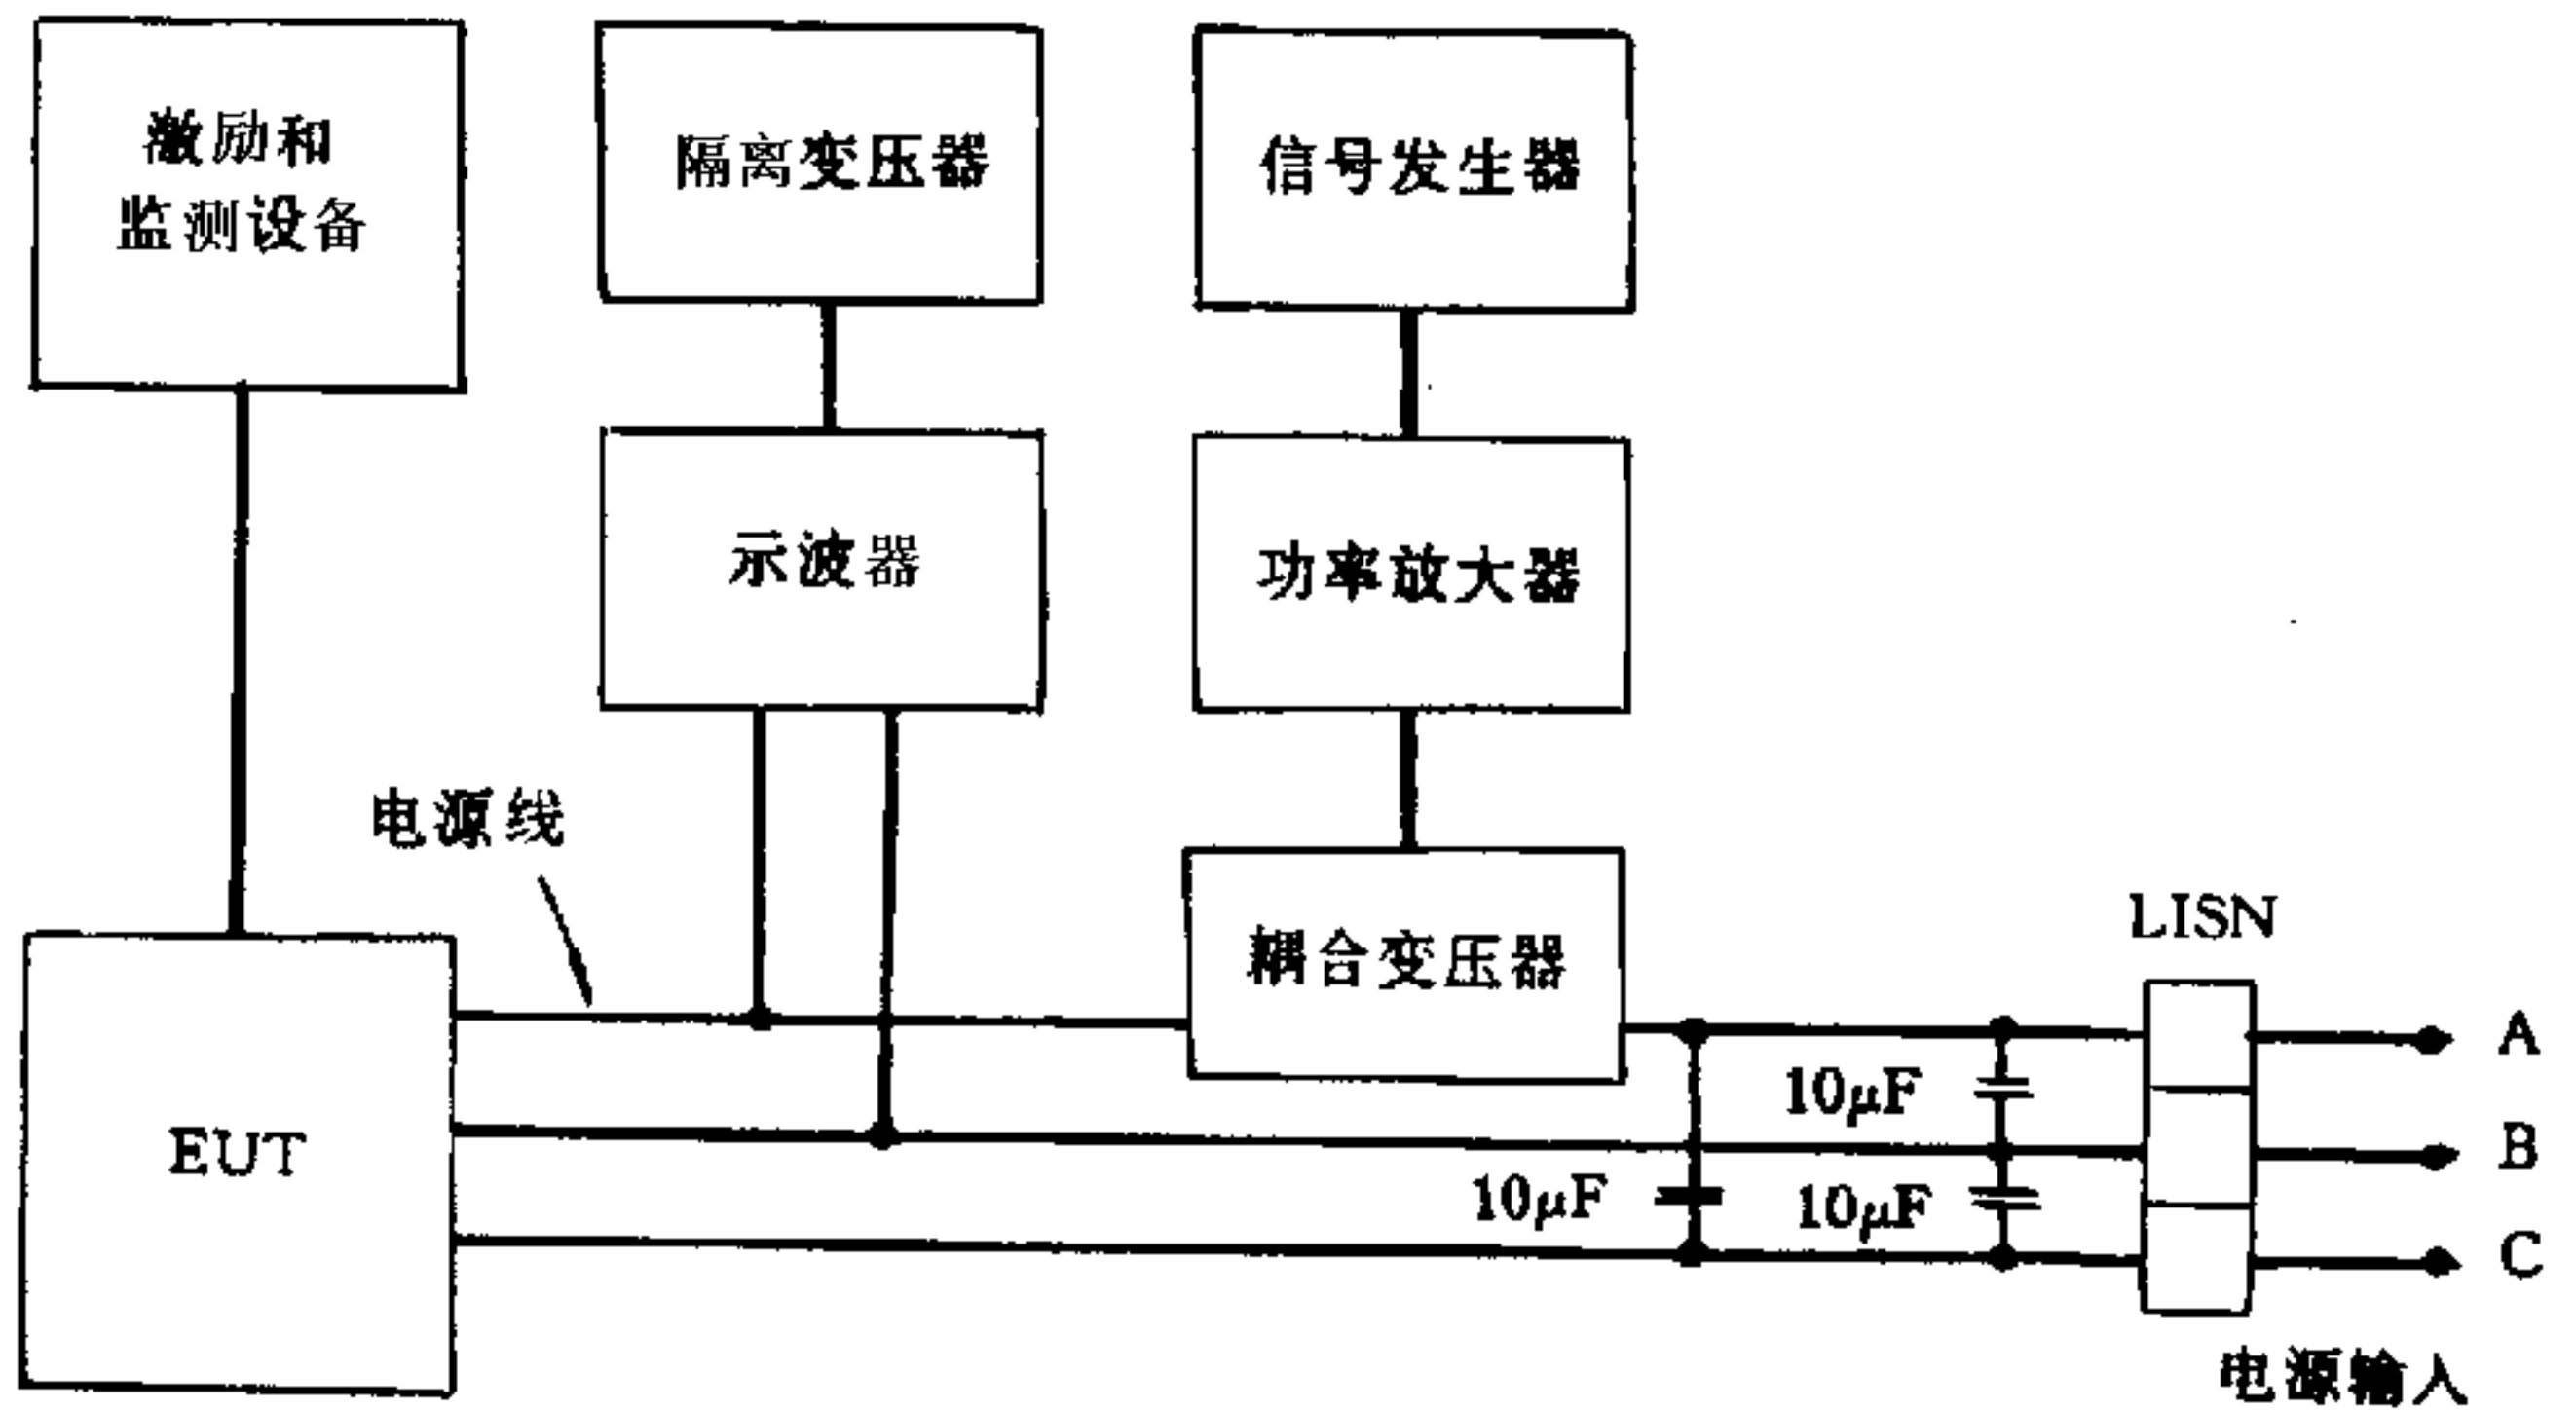 激励和
监测设备
隔离变压器
信号发生器
示波器
功率放大器
电源线
耦合变压器
LISN
EUT
10μF
10μF
10μF
A
B
C
电源输入